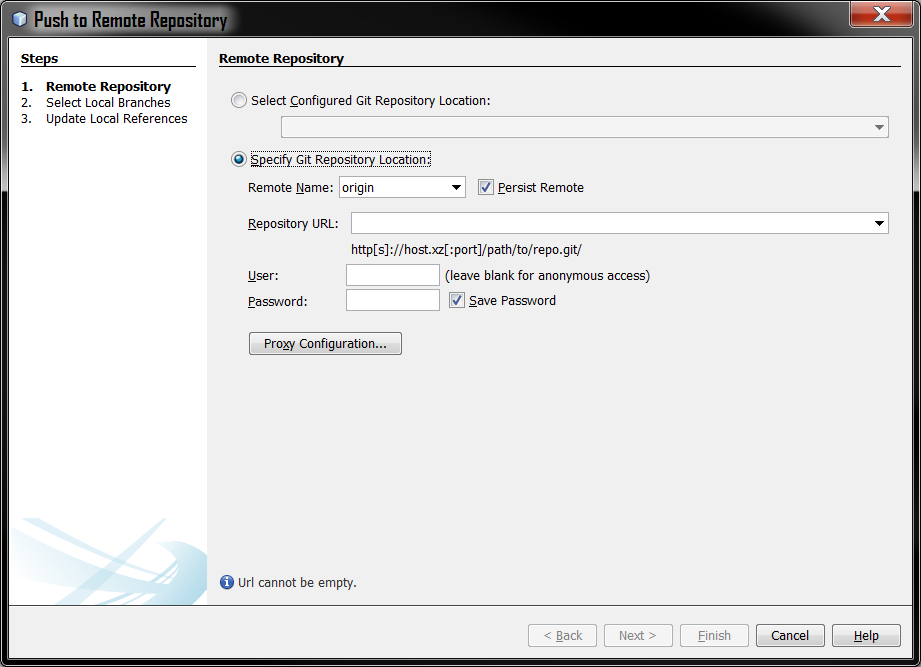 Push to Remote Repository
Steps
1. Remote Repository
2. Select Local Branches
3. Update Local References
Remote Repository
Select Configured Git Repository Location:
Specify Git Repository Location:
Remote Name: origin Persist Remote
Repository URL:
http[s]://host.xz[:port]/path/to/repo.git/
User: (leave blank for anonymous access)
Password: Save Password
Proxy Configuration...
Url cannot be empty.
< Back Next > Finish Cancel Help